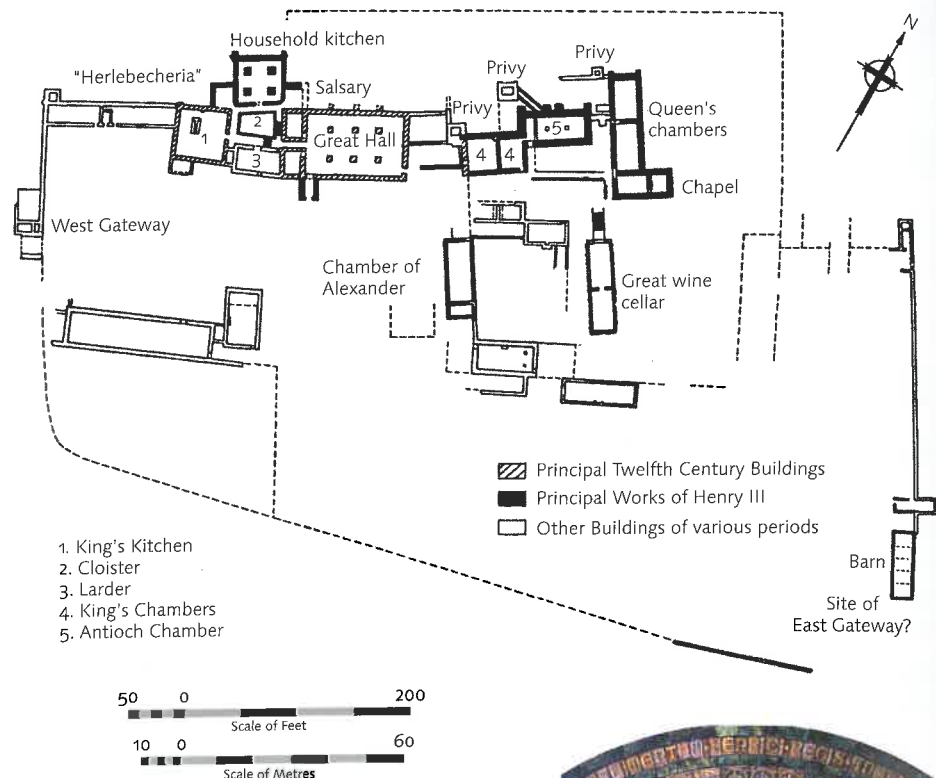 N
Household kitchen
"Herlebecheria"
Salsary
Privy
Privy
Privy
1
2
3
Great Hall
4
4
5
Queen's
chambers
Chapel
West Gateway
Chamber of
Alexander
Great wine
cellar
Principal Twelfth Century Buildings
Principal Works of Henry III
Other Buildings of various periods
1. King's Kitchen
2. Cloister
3. Larder
4. King's Chambers
5. Antioch Chamber
Barn
Site of
East Gateway?
50 0 200
Scale of Feet
10 0 60
Scale of Metres